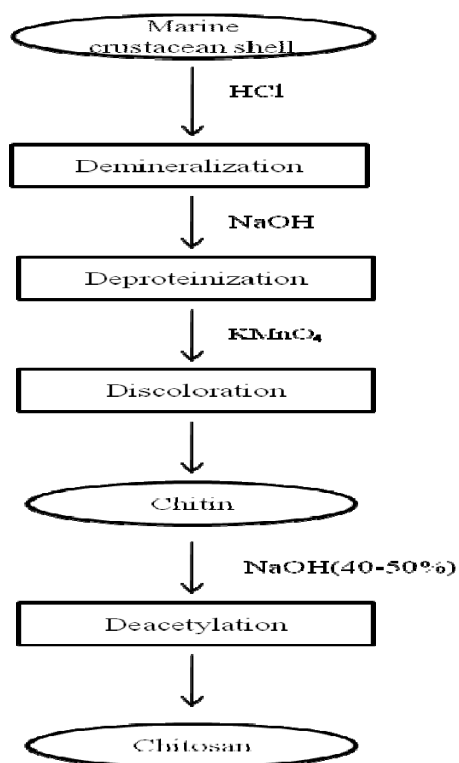 Marine
crustacean shell
HCl
Demineralization
NaOH
Deproteinization
KMnO₄
Discoloration
Chitin
NaOH(40-50%)
Deacetylation
Chitosan